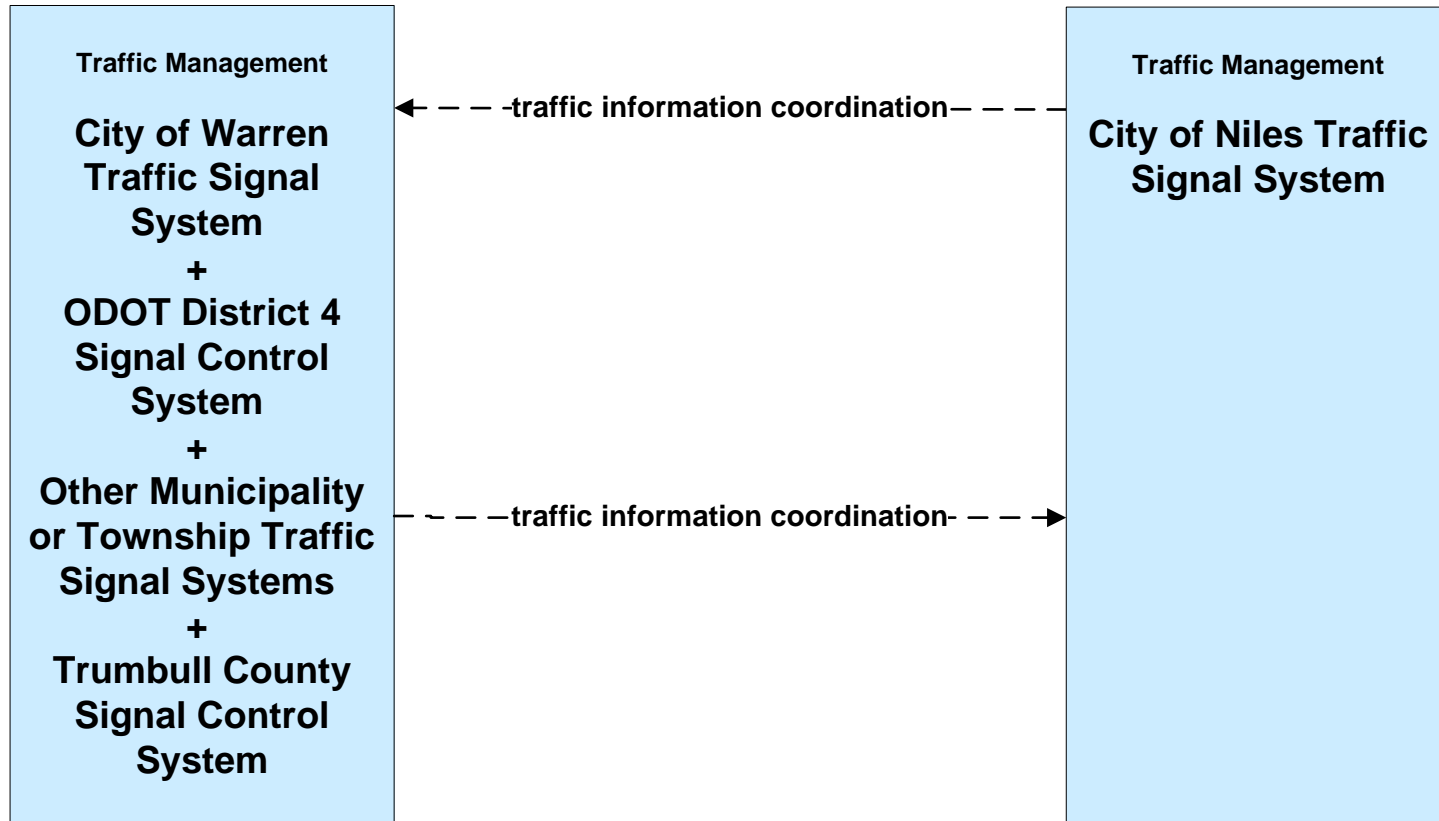 Traffic Management
City of Warren
Traffic Signal
System
+
ODOT District 4
Signal Control
System
+
Other Municipality
or Township Traffic
Signal Systems
+
Trumbull County
Signal Control
System
traffic information coordination
traffic information coordination
Traffic Management
City of Niles Traffic
Signal System